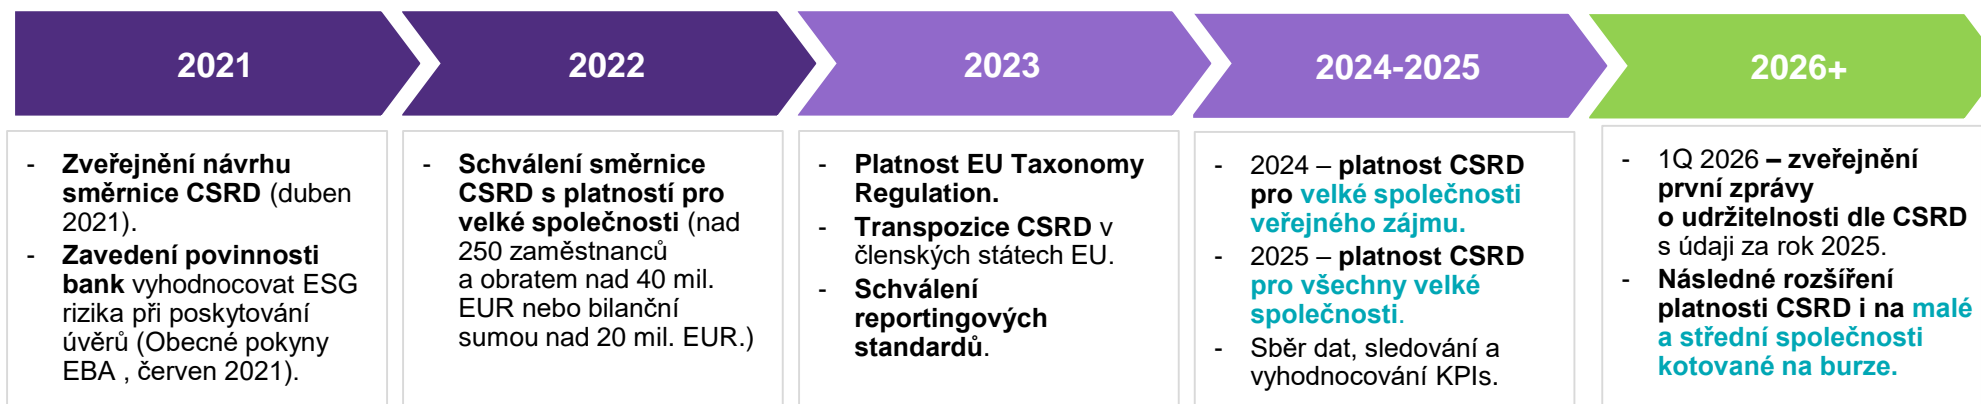 2021
- Zveřejnění návrhu
směrnice CSRD (duben
2021).
- Zavedení povinnosti
bank vyhodnocovat ESG
rizika při poskytování
úvěrů (Obecné pokyny
EBA , červen 2021).
2022
- Schválení směrnice
CSRD s platností pro
velké společnosti (nad
250 zaměstnanců
a obratem nad 40 mil.
EUR nebo bilanční
sumou nad 20 mil. EUR.)
2023
- Platnost EU Taxonomy
Regulation.
- Transpozice CSRD v
členských státech EU.
- Schválení
reportingových
standardů.
2024-2025
- 2024 – platnost CSRD
pro velké společnosti
veřejného zájmu.
- 2025 – platnost CSRD
pro všechny velké
společnosti.
- Sběr dat, sledování a
vyhodnocování KPIs.
2026+
- 1Q 2026 – zveřejnění
první zprávy
o udržitelnosti dle CSRD
s údaji za rok 2025.
- Následné rozšíření
platnosti CSRD i na malé
a střední společnosti
kotované na burze.